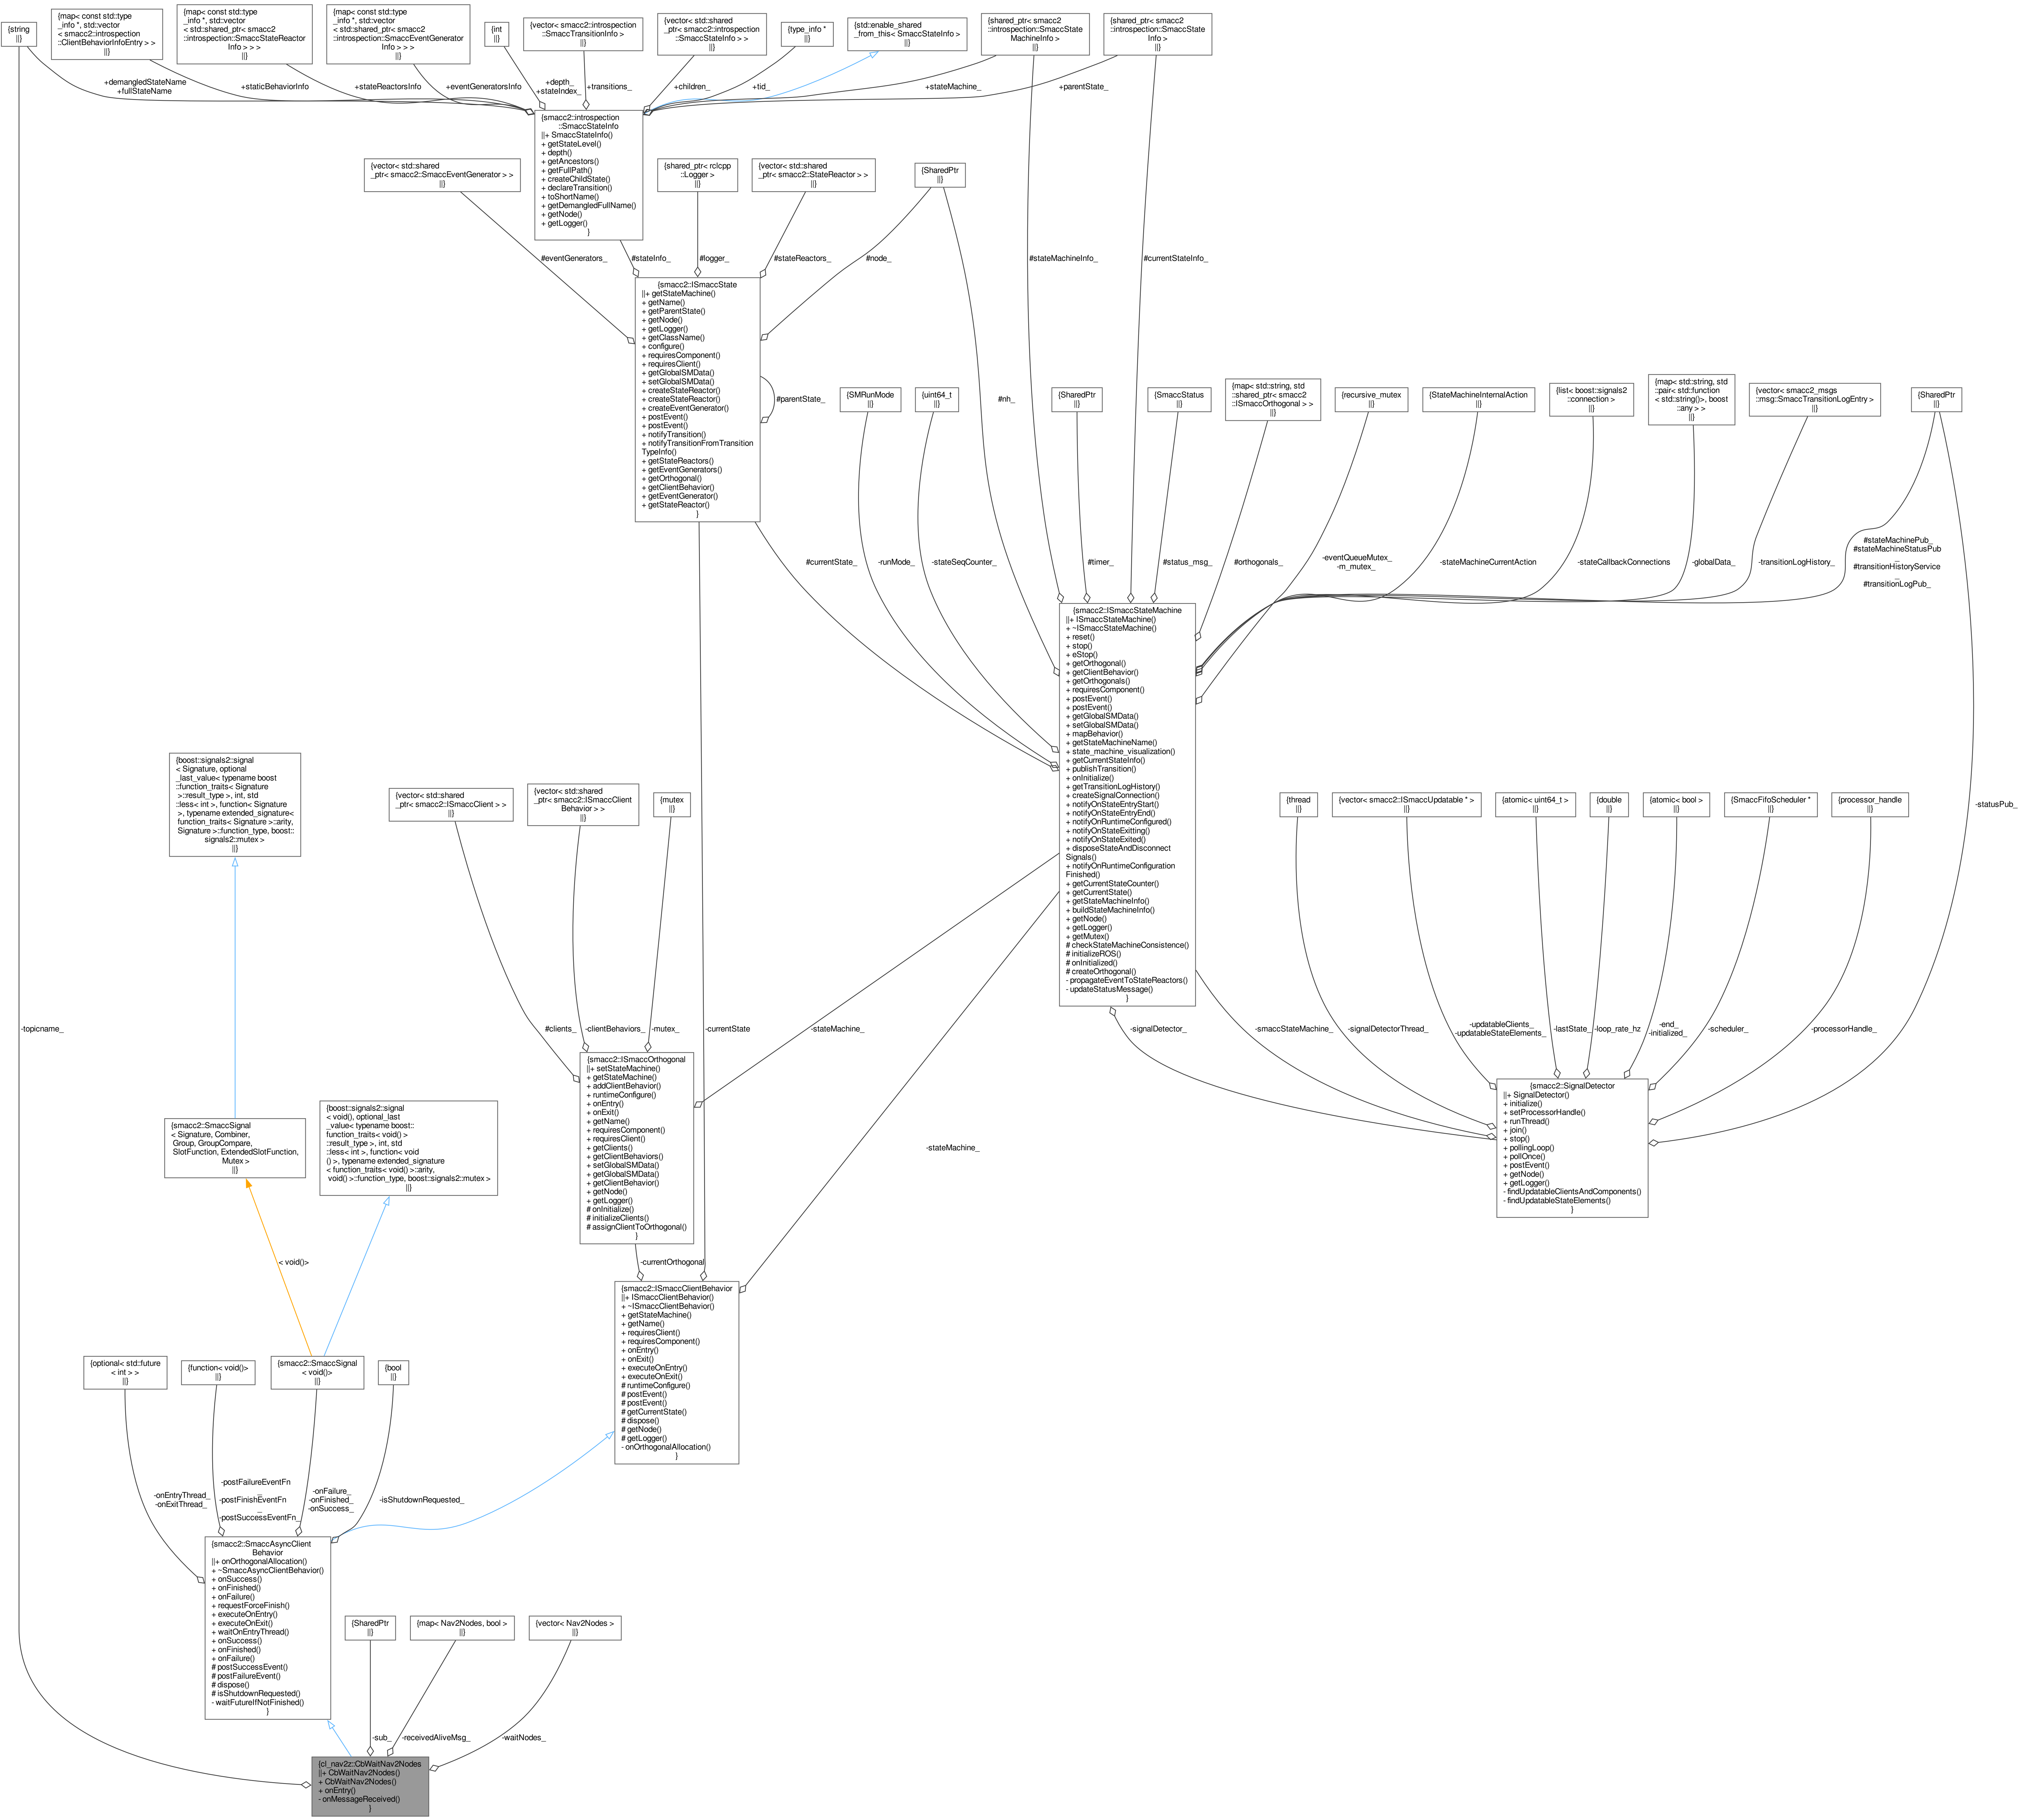 {string
||}
{map< const std::type
_info *, std::vector
< smacc2::introspection
::ClientBehaviorInfoEntry > >
||}
{map< const std::type
_info *, std::vector
< std::shared_ptr< smacc2
::introspection::SmaccStateReactor
Info > > >
||}
{map< const std::type
_info *, std::vector
< std::shared_ptr< smacc2
::introspection::SmaccEventGenerator
Info > > >
||}
{int
||}
{vector< smacc2::introspection
::SmaccTransitionInfo >
||}
{vector< std::shared
_ptr< smacc2::introspection
::SmaccStateInfo > >
||}
{type_info *
||}
{std::enable_shared
_from_this< SmaccStateInfo >
||}
{shared_ptr< smacc2
::introspection::SmaccState
MachineInfo >
||}
{shared_ptr< smacc2
::introspection::SmaccState
Info >
||}
+demangledStateName
+fullStateName
+staticBehaviorInfo
+stateReactorsInfo
+eventGeneratorsInfo
+depth_
+stateIndex_
+transitions_
+children_
+tid_
+stateMachine_
+parentState_
{smacc2::introspection
::SmaccStateInfo
||+ SmaccStateInfo()
+ getStateLevel()
+ depth()
+ getAncestors()
+ getFullPath()
+ createChildState()
+ declareTransition()
+ toShortName()
+ getDemangledFullName()
+ getNode()
+ getLogger()
}
{vector< std::shared
_ptr< smacc2::SmaccEventGenerator > >
||}
{shared_ptr< rclcpp
::Logger >
||}
{vector< std::shared
_ptr< smacc2::StateReactor > >
||}
{SharedPtr
||}
#eventGenerators_
#stateInfo_
#logger_
#stateReactors_
#node_
#stateMachineInfo_
#currentStateInfo_
{smacc2::ISmaccState
||+ getStateMachine()
+ getName()
+ getParentState()
+ getNode()
+ getLogger()
+ getClassName()
+ configure()
+ requiresComponent()
+ requiresClient()
+ getGlobalSMData()
+ setGlobalSMData()
+ createStateReactor()
+ createStateReactor()
+ createEventGenerator()
+ postEvent()
+ postEvent()
+ notifyTransition()
+ notifyTransitionFromTransition
TypeInfo()
+ getStateReactors()
+ getEventGenerators()
+ getOrthogonal()
+ getClientBehavior()
+ getEventGenerator()
+ getStateReactor()
}
#parentState_
{SMRunMode
||}
{uint64_t
||}
#nh_
{SharedPtr
||}
{SmaccStatus
||}
{map< std::string, std
::shared_ptr< smacc2
::ISmaccOrthogonal > >
||}
{recursive_mutex
||}
{StateMachineInternalAction
||}
{list< boost::signals2
::connection >
||}
{map< std::string, std
::pair< std::function
< std::string()>, boost
::any > >
||}
{vector< smacc2_msgs
::msg::SmaccTransitionLogEntry >
||}
{SharedPtr
||}
#currentState_
-runMode_
-stateSeqCounter_
#timer_
#status_msg_
#orthogonals_
-eventQueueMutex_
-m_mutex_
-stateMachineCurrentAction
-stateCallbackConnections
-globalData_
-transitionLogHistory_
#stateMachinePub_
#stateMachineStatusPub
_
#transitionHistoryService
_
#transitionLogPub_
{smacc2::ISmaccStateMachine
||+ ISmaccStateMachine()
+ ~ISmaccStateMachine()
+ reset()
+ stop()
+ eStop()
+ getOrthogonal()
+ getClientBehavior()
+ getOrthogonals()
+ requiresComponent()
+ postEvent()
+ postEvent()
+ getGlobalSMData()
+ setGlobalSMData()
+ mapBehavior()
+ getStateMachineName()
+ state_machine_visualization()
+ getCurrentStateInfo()
+ publishTransition()
+ onInitialize()
+ getTransitionLogHistory()
+ createSignalConnection()
+ notifyOnStateEntryStart()
+ notifyOnStateEntryEnd()
+ notifyOnRuntimeConfigured()
+ notifyOnStateExitting()
+ notifyOnStateExited()
+ disposeStateAndDisconnect
Signals()
+ notifyOnRuntimeConfiguration
Finished()
+ getCurrentStateCounter()
+ getCurrentState()
+ getStateMachineInfo()
+ buildStateMachineInfo()
+ getNode()
+ getLogger()
+ getMutex()
# checkStateMachineConsistence()
# initializeROS()
# onInitialized()
# createOrthogonal()
- propagateEventToStateReactors()
- updateStatusMessage()
}
{boost::signals2::signal
< Signature, optional
_last_value< typename boost
::function_traits< Signature
>::result_type >, int, std
::less< int >, function< Signature
>, typename extended_signature<
function_traits< Signature >::arity,
Signature >::function_type, boost::
signals2::mutex >
||}
{vector< std::shared
_ptr< smacc2::ISmaccClient > >
||}
{vector< std::shared
_ptr< smacc2::ISmaccClient
Behavior > >
||}
{mutex
||}
{thread
||}
{vector< smacc2::ISmaccUpdatable * >
||}
{atomic< uint64_t >
||}
{double
||}
{atomic< bool >
||}
{SmaccFifoScheduler *
||}
{processor_handle
||}
-statusPub_
-topicname_
#clients_
-clientBehaviors_
-mutex_
-currentState
-stateMachine_
-signalDetector_
-smaccStateMachine_
-signalDetectorThread_
-updatableClients_
-updatableStateElements_
-lastState_
-loop_rate_hz
-end_
-initialized_
-scheduler_
-processorHandle_
{smacc2::ISmaccOrthogonal
||+ setStateMachine()
+ getStateMachine()
+ addClientBehavior()
+ runtimeConfigure()
+ onEntry()
+ onExit()
+ getName()
+ requiresComponent()
+ requiresClient()
+ getClients()
+ getClientBehaviors()
+ setGlobalSMData()
+ getGlobalSMData()
+ getClientBehavior()
+ getNode()
+ getLogger()
# onInitialize()
# initializeClients()
# assignClientToOrthogonal()
}
{smacc2::SignalDetector
||+ SignalDetector()
+ initialize()
+ setProcessorHandle()
+ runThread()
+ join()
+ stop()
+ pollingLoop()
+ pollOnce()
+ postEvent()
+ getNode()
+ getLogger()
- findUpdatableClientsAndComponents()
- findUpdatableStateElements()
}
{smacc2::SmaccSignal
< Signature, Combiner,
Group, GroupCompare,
SlotFunction, ExtendedSlotFunction,
Mutex >
||}
{boost::signals2::signal
< void(), optional_last
_value< typename boost::
function_traits< void() >
::result_type >, int, std
::less< int >, function< void
() >, typename extended_signature
< function_traits< void() >::arity,
void() >::function_type, boost::signals2::mutex >
||}
-stateMachine_
< void()>
-currentOrthogonal
{smacc2::ISmaccClientBehavior
||+ ISmaccClientBehavior()
+ ~ISmaccClientBehavior()
+ getStateMachine()
+ getName()
+ requiresClient()
+ requiresComponent()
+ onEntry()
+ onExit()
+ executeOnEntry()
+ executeOnExit()
# runtimeConfigure()
# postEvent()
# postEvent()
# getCurrentState()
# dispose()
# getNode()
# getLogger()
- onOrthogonalAllocation()
}
{optional< std::future
< int > >
||}
{function< void()>
||}
{smacc2::SmaccSignal
< void()>
||}
{bool
||}
-onEntryThread_
-onExitThread_
-postFailureEventFn
_
-postFinishEventFn
_
-postSuccessEventFn_
-onFailure_
-onFinished_
-onSuccess_
-isShutdownRequested_
{smacc2::SmaccAsyncClient
Behavior
||+ onOrthogonalAllocation()
+ ~SmaccAsyncClientBehavior()
+ onSuccess()
+ onFinished()
+ onFailure()
+ requestForceFinish()
+ executeOnEntry()
+ executeOnExit()
+ waitOnEntryThread()
+ onSuccess()
+ onFinished()
+ onFailure()
# postSuccessEvent()
# postFailureEvent()
# dispose()
# isShutdownRequested()
- waitFutureIfNotFinished()
}
{SharedPtr
||}
{map< Nav2Nodes, bool >
||}
{vector< Nav2Nodes >
||}
-sub_
-receivedAliveMsg_
-waitNodes_
{cl_nav2z::CbWaitNav2Nodes
||+ CbWaitNav2Nodes()
+ CbWaitNav2Nodes()
+ onEntry()
- onMessageReceived()
}